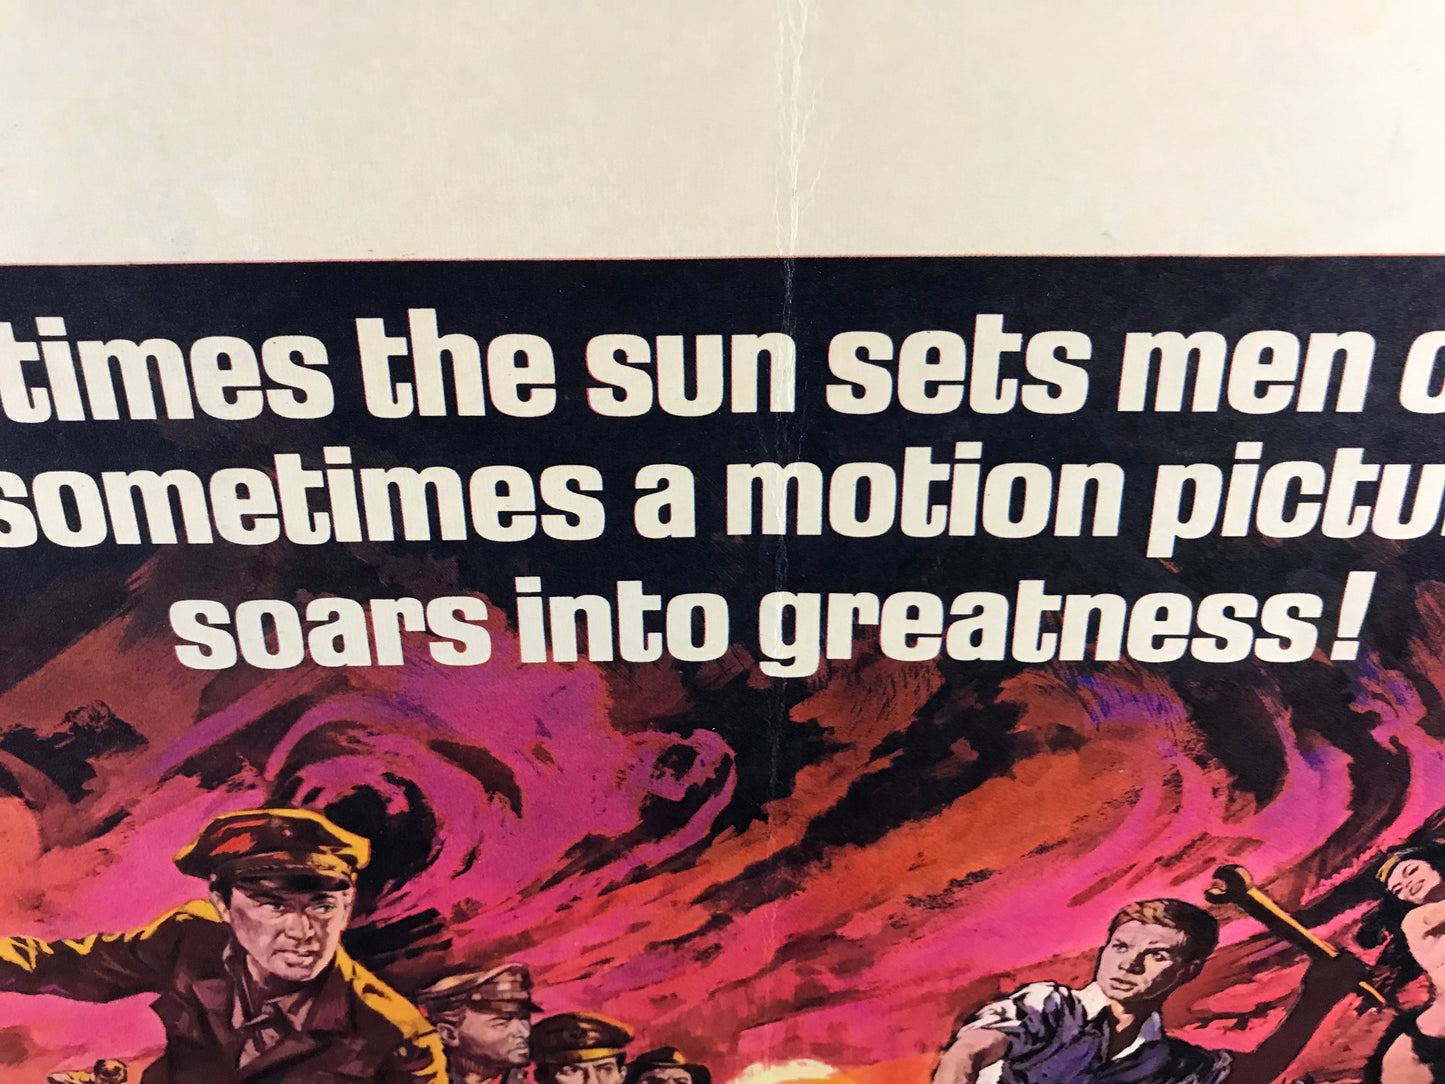 times the sun sets men
sometimes a motion pictu
soars into greatness!